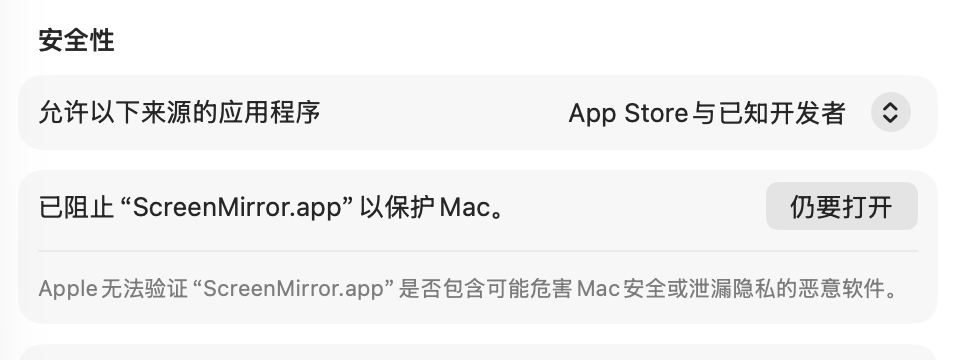 安全性
允许以下来源的应用程序
App Store与已知开发者
已阻止“ScreenMirror.app”以保护Mac。
仍要打开
Apple无法验证“ScreenMirror.app”是否包含可能危害Mac安全或泄漏隐私的恶意软件。